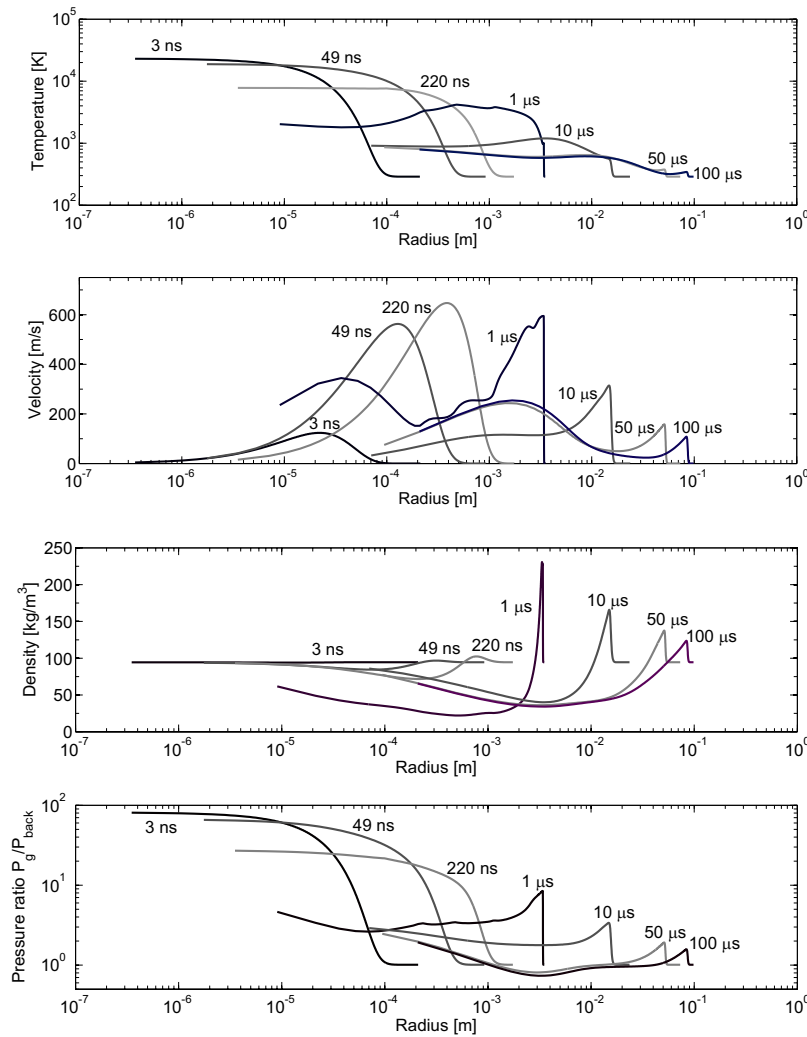 10^5
10^4
10^3
10^2
Temperature [K]
3 ns
49 ns
220 ns
1 μs
10 μs
50 μs
100 μs
10^-7 10^-6 10^-5 10^-4 10^-3 10^-2 10^-1 10^0
Radius [m]
600
400
200
0
Velocity [m/s]
3 ns
49 ns
220 ns
1 μs
10 μs
50 μs
100 μs
10^-7 10^-6 10^-5 10^-4 10^-3 10^-2 10^-1 10^0
Radius [m]
250
200
150
100
50
0
Density [kg/m^3]
3 ns
49 ns
220 ns
1 μs
10 μs
50 μs
100 μs
10^-7 10^-6 10^-5 10^-4 10^-3 10^-2 10^-1 10^0
Radius [m]
10^2
10^1
10^0
Pressure ratio P_g/P_back
3 ns
49 ns
220 ns
1 μs
10 μs
50 μs
100 μs
10^-7 10^-6 10^-5 10^-4 10^-3 10^-2 10^-1 10^0
Radius [m]